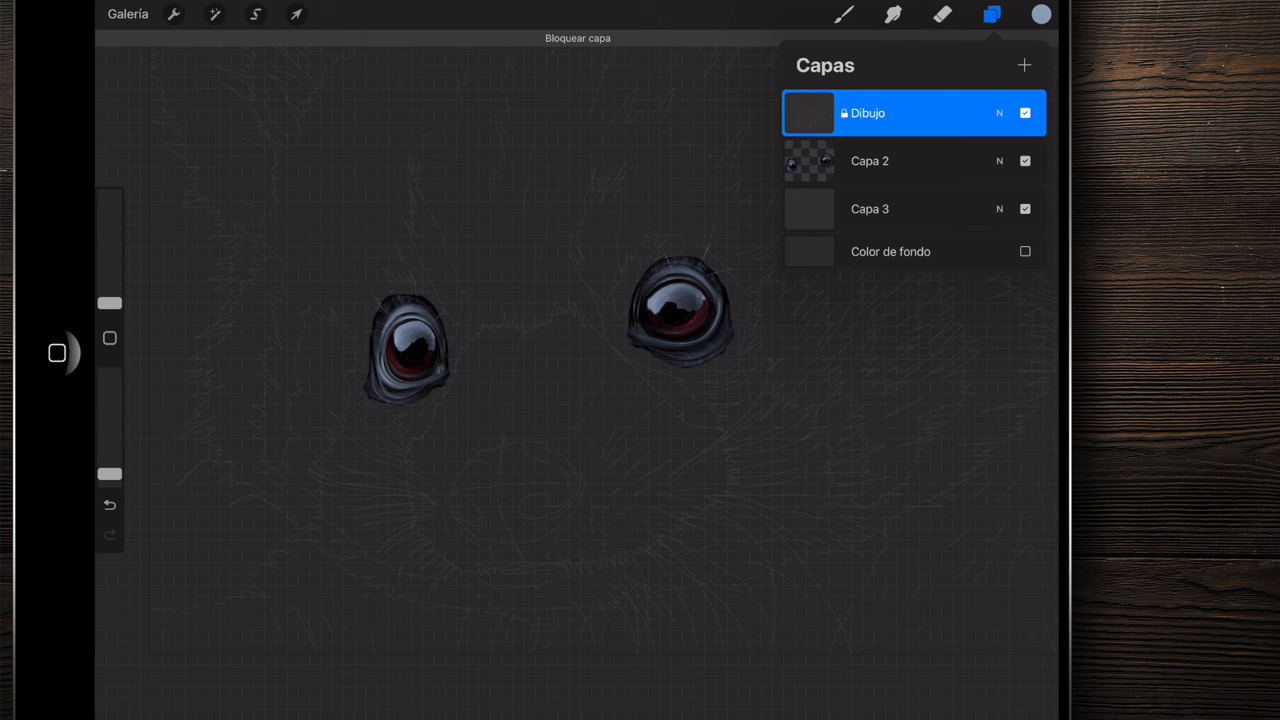 Galería
Bloquear capa
Capas
Dibujo N
Capa 2 N
Capa 3 N
Color de fondo